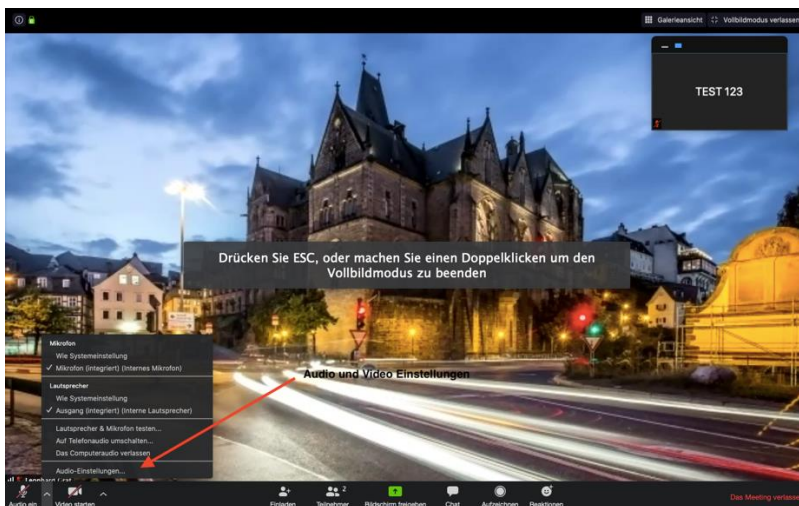 Galerieansicht Vollbildmodus verlassen
TEST 123
Drücken Sie ESC, oder machen Sie einen Doppelklicken um den
Vollbildmodus zu beenden
Audio und Video Einstellungen
Mikrofon
Wie Systemeinstellung
✓ Mikrofon (integriert) (Internes Mikrofon)
Lautsprecher
Wie Systemeinstellung
✓ Ausgang (integriert) (Interne Lautsprecher)
Lautsprecher & Mikrofon testen...
Auf Telefonaudio umschalten...
Das Computeraudio verlassen
Audio-Einstellungen...
Audio ein Video starten Einladen Teilnehmer 2 Bildschirm freigeben Chat Aufzeichnen Reaktionen Das Meeting verlasse